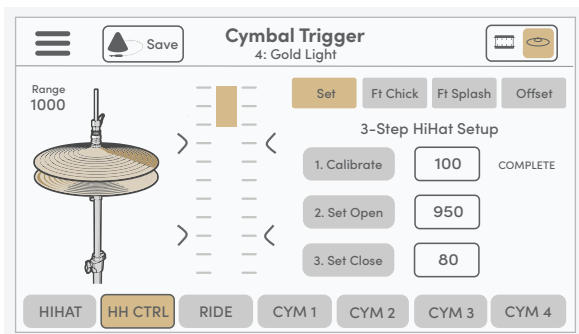 Save
Cymbal Trigger
4: Gold Light
Range
1000
Set
Ft Chick
Ft Splash
Offset
3-Step HiHat Setup
1. Calibrate
100
COMPLETE
2. Set Open
950
3. Set Close
80
HIHAT
HH CTRL
RIDE
CYM 1
CYM 2
CYM 3
CYM 4